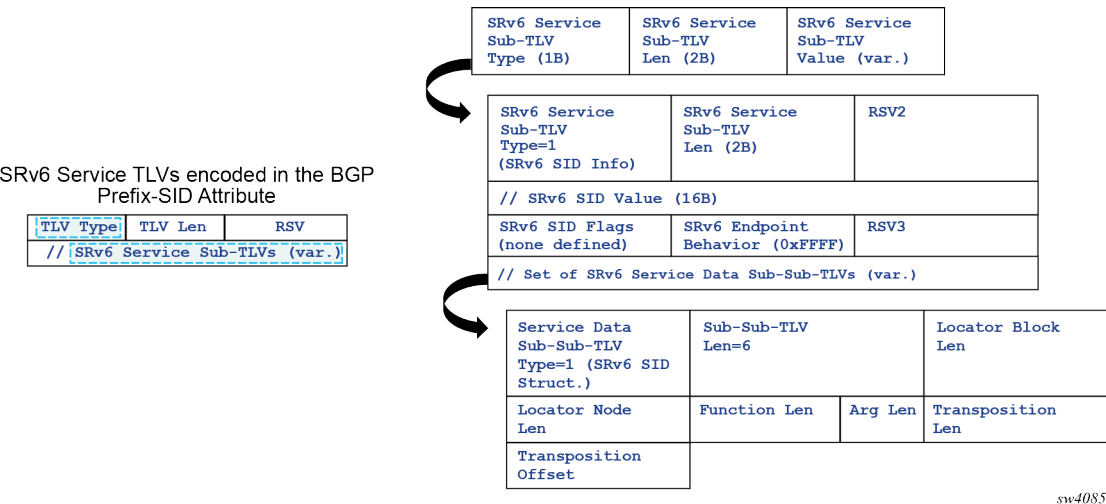 SRv6 Service TLVs encoded in the BGP
Prefix-SID Attribute
TLV Type TLV Len RSV
// SRv6 Service Sub-TLVs (var.)
SRv6 Service
Sub-TLV
Type (1B)
SRv6 Service
Sub-TLV
Len (2B)
SRv6 Service
Sub-TLV
Value (var.)
SRv6 Service
Sub-TLV
Type=1
(SRv6 SID Info)
SRv6 Service
Sub-TLV
Len (2B)
RSV2
// SRv6 SID Value (16B)
SRv6 SID Flags
(none defined)
SRv6 Endpoint
Behavior (0xFFFF)
RSV3
// Set of SRv6 Service Data Sub-Sub-TLVs (var.)
Service Data
Sub-Sub-TLV
Type=1 (SRv6 SID
Struct.)
Sub-Sub-TLV
Len=6
Locator Block
Len
Locator Node
Len
Function Len
Arg Len
Transposition
Len
Transposition
Offset
sw4085